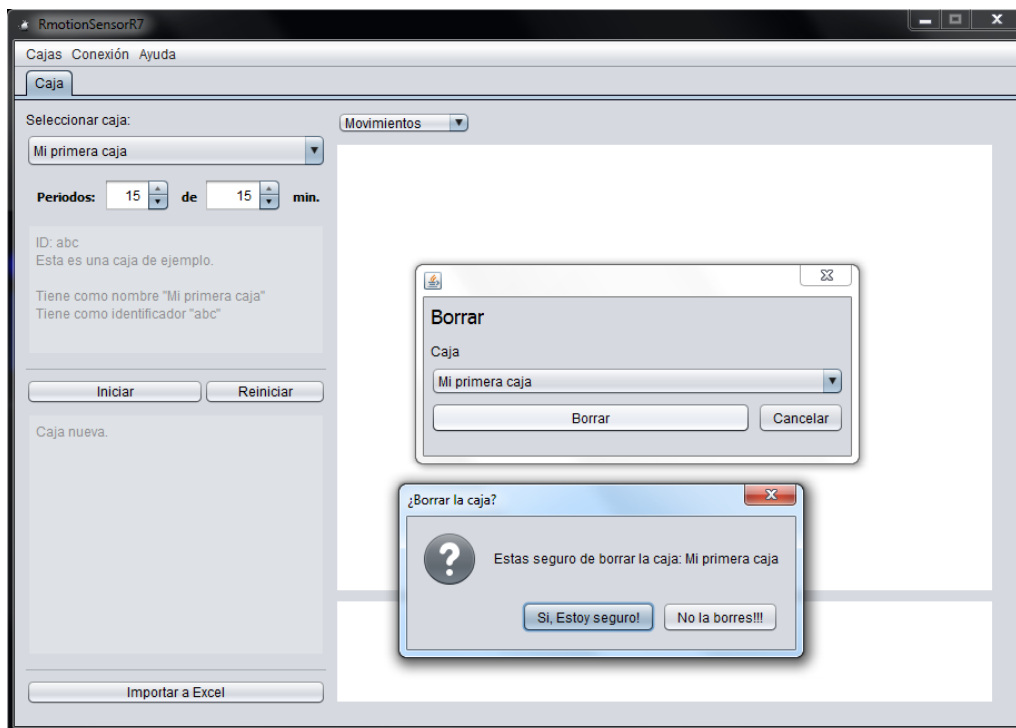 RmotionSensorR7
Cajas Conexión Ayuda
Caja
Seleccionar caja:
Mi primera caja
Periodos: 15 de 15 min.
ID: abc
Esta es una caja de ejemplo.
Tiene como nombre "Mi primera caja"
Tiene como identificador "abc"
Iniciar Reiniciar
Caja nueva.
Importar a Excel
Movimientos
Borrar
Caja
Mi primera caja
Borrar Cancelar
¿Borrar la caja?
Estas seguro de borrar la caja: Mi primera caja
Si, Estoy seguro! No la borres!!!